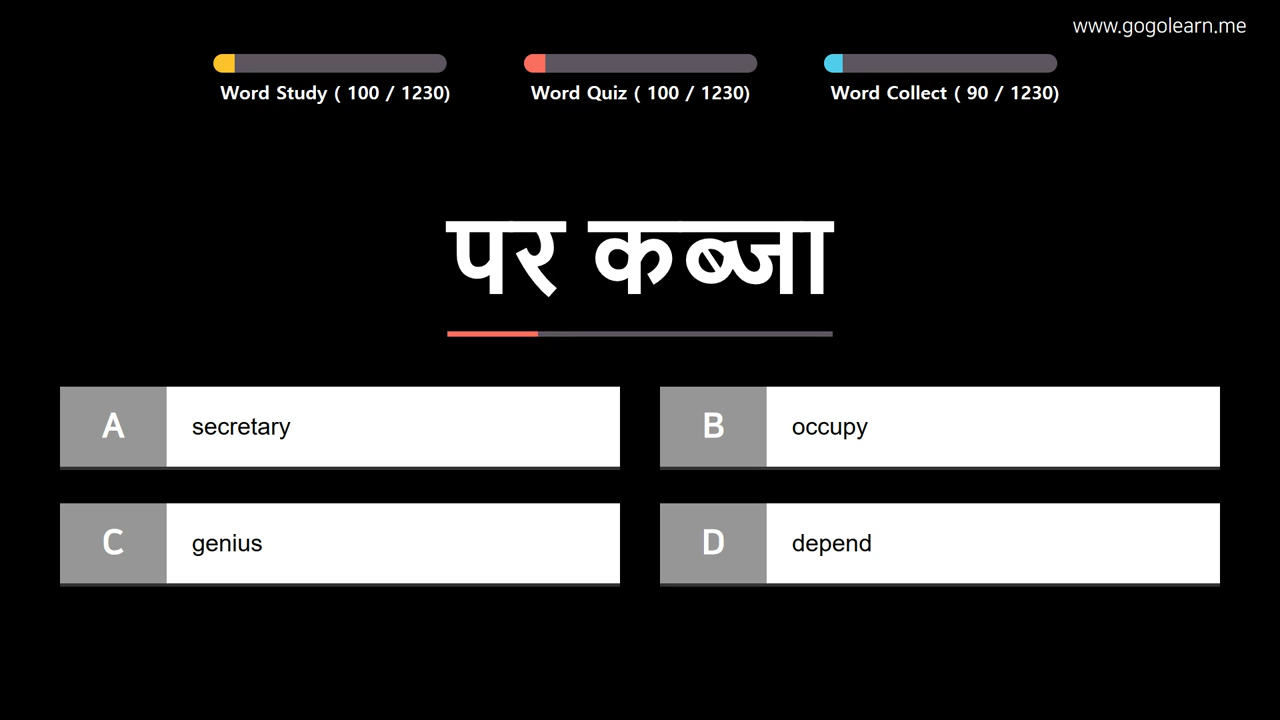 www.gogolearn.me
Word Study ( 100 / 1230)
Word Quiz ( 100 / 1230)
Word Collect ( 90 / 1230)
पर कब्जा
A secretary
B occupy
C genius
D depend